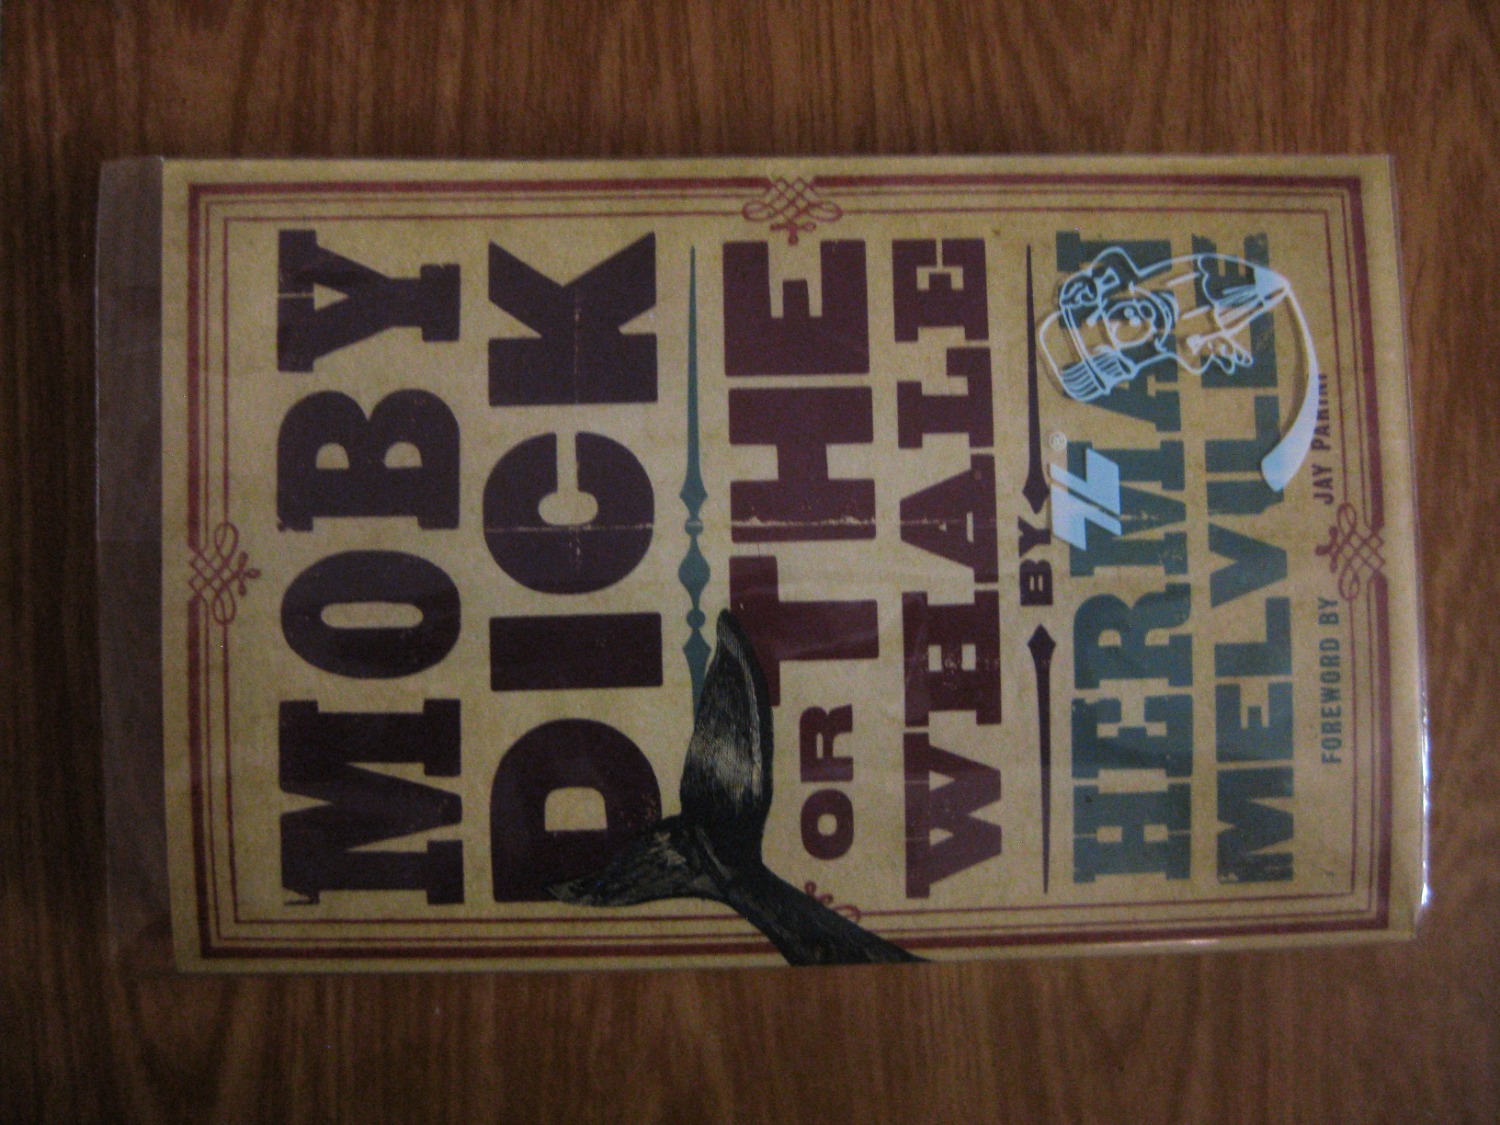 MOBY
DICK
OR THE
WHALE
BY
HERMAN
MELVILLE
FOREWORD BY JAY PARINI